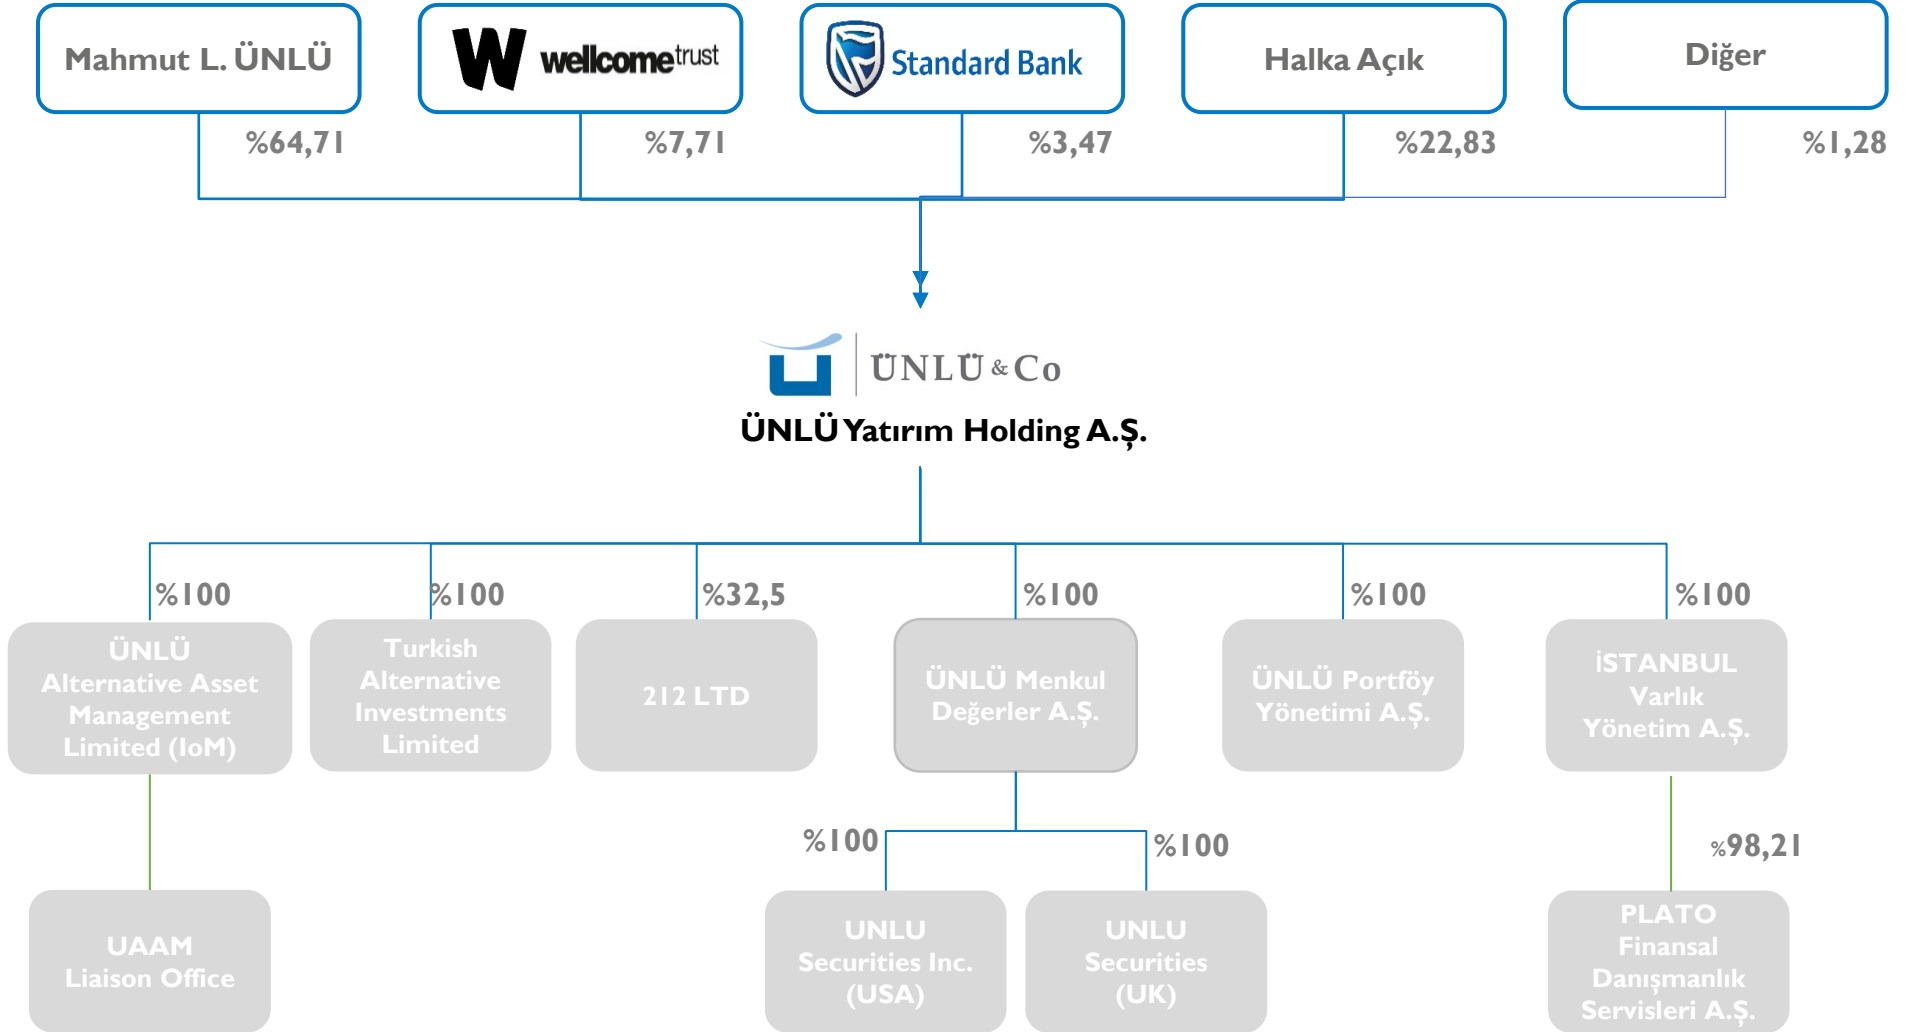 Mahmut L. ÜNLÜ
W wellcometrust
Standard Bank
Halka Açık
Diğer
%64,71
%7,71
%3,47
%22,83
%1,28
ÜNLÜ & Co
ÜNLÜ Yatırım Holding A.Ş.
%100
%100
%32,5
%100
%100
%100
ÜNLÜ
Alternative Asset
Management
Limited (IoM)
Turkish
Alternative
Investments
Limited
212 LTD
ÜNLÜ Menkul
Değerler A.Ş.
ÜNLÜ Portföy
Yönetimi A.Ş.
İSTANBUL
Varlık
Yönetim A.Ş.
%100
%100
%98,21
UAAM
Liaison Office
UNLU
Securities Inc.
(USA)
UNLU
Securities
(UK)
PLATO
Finansal
Danışmanlık
Servisleri A.Ş.